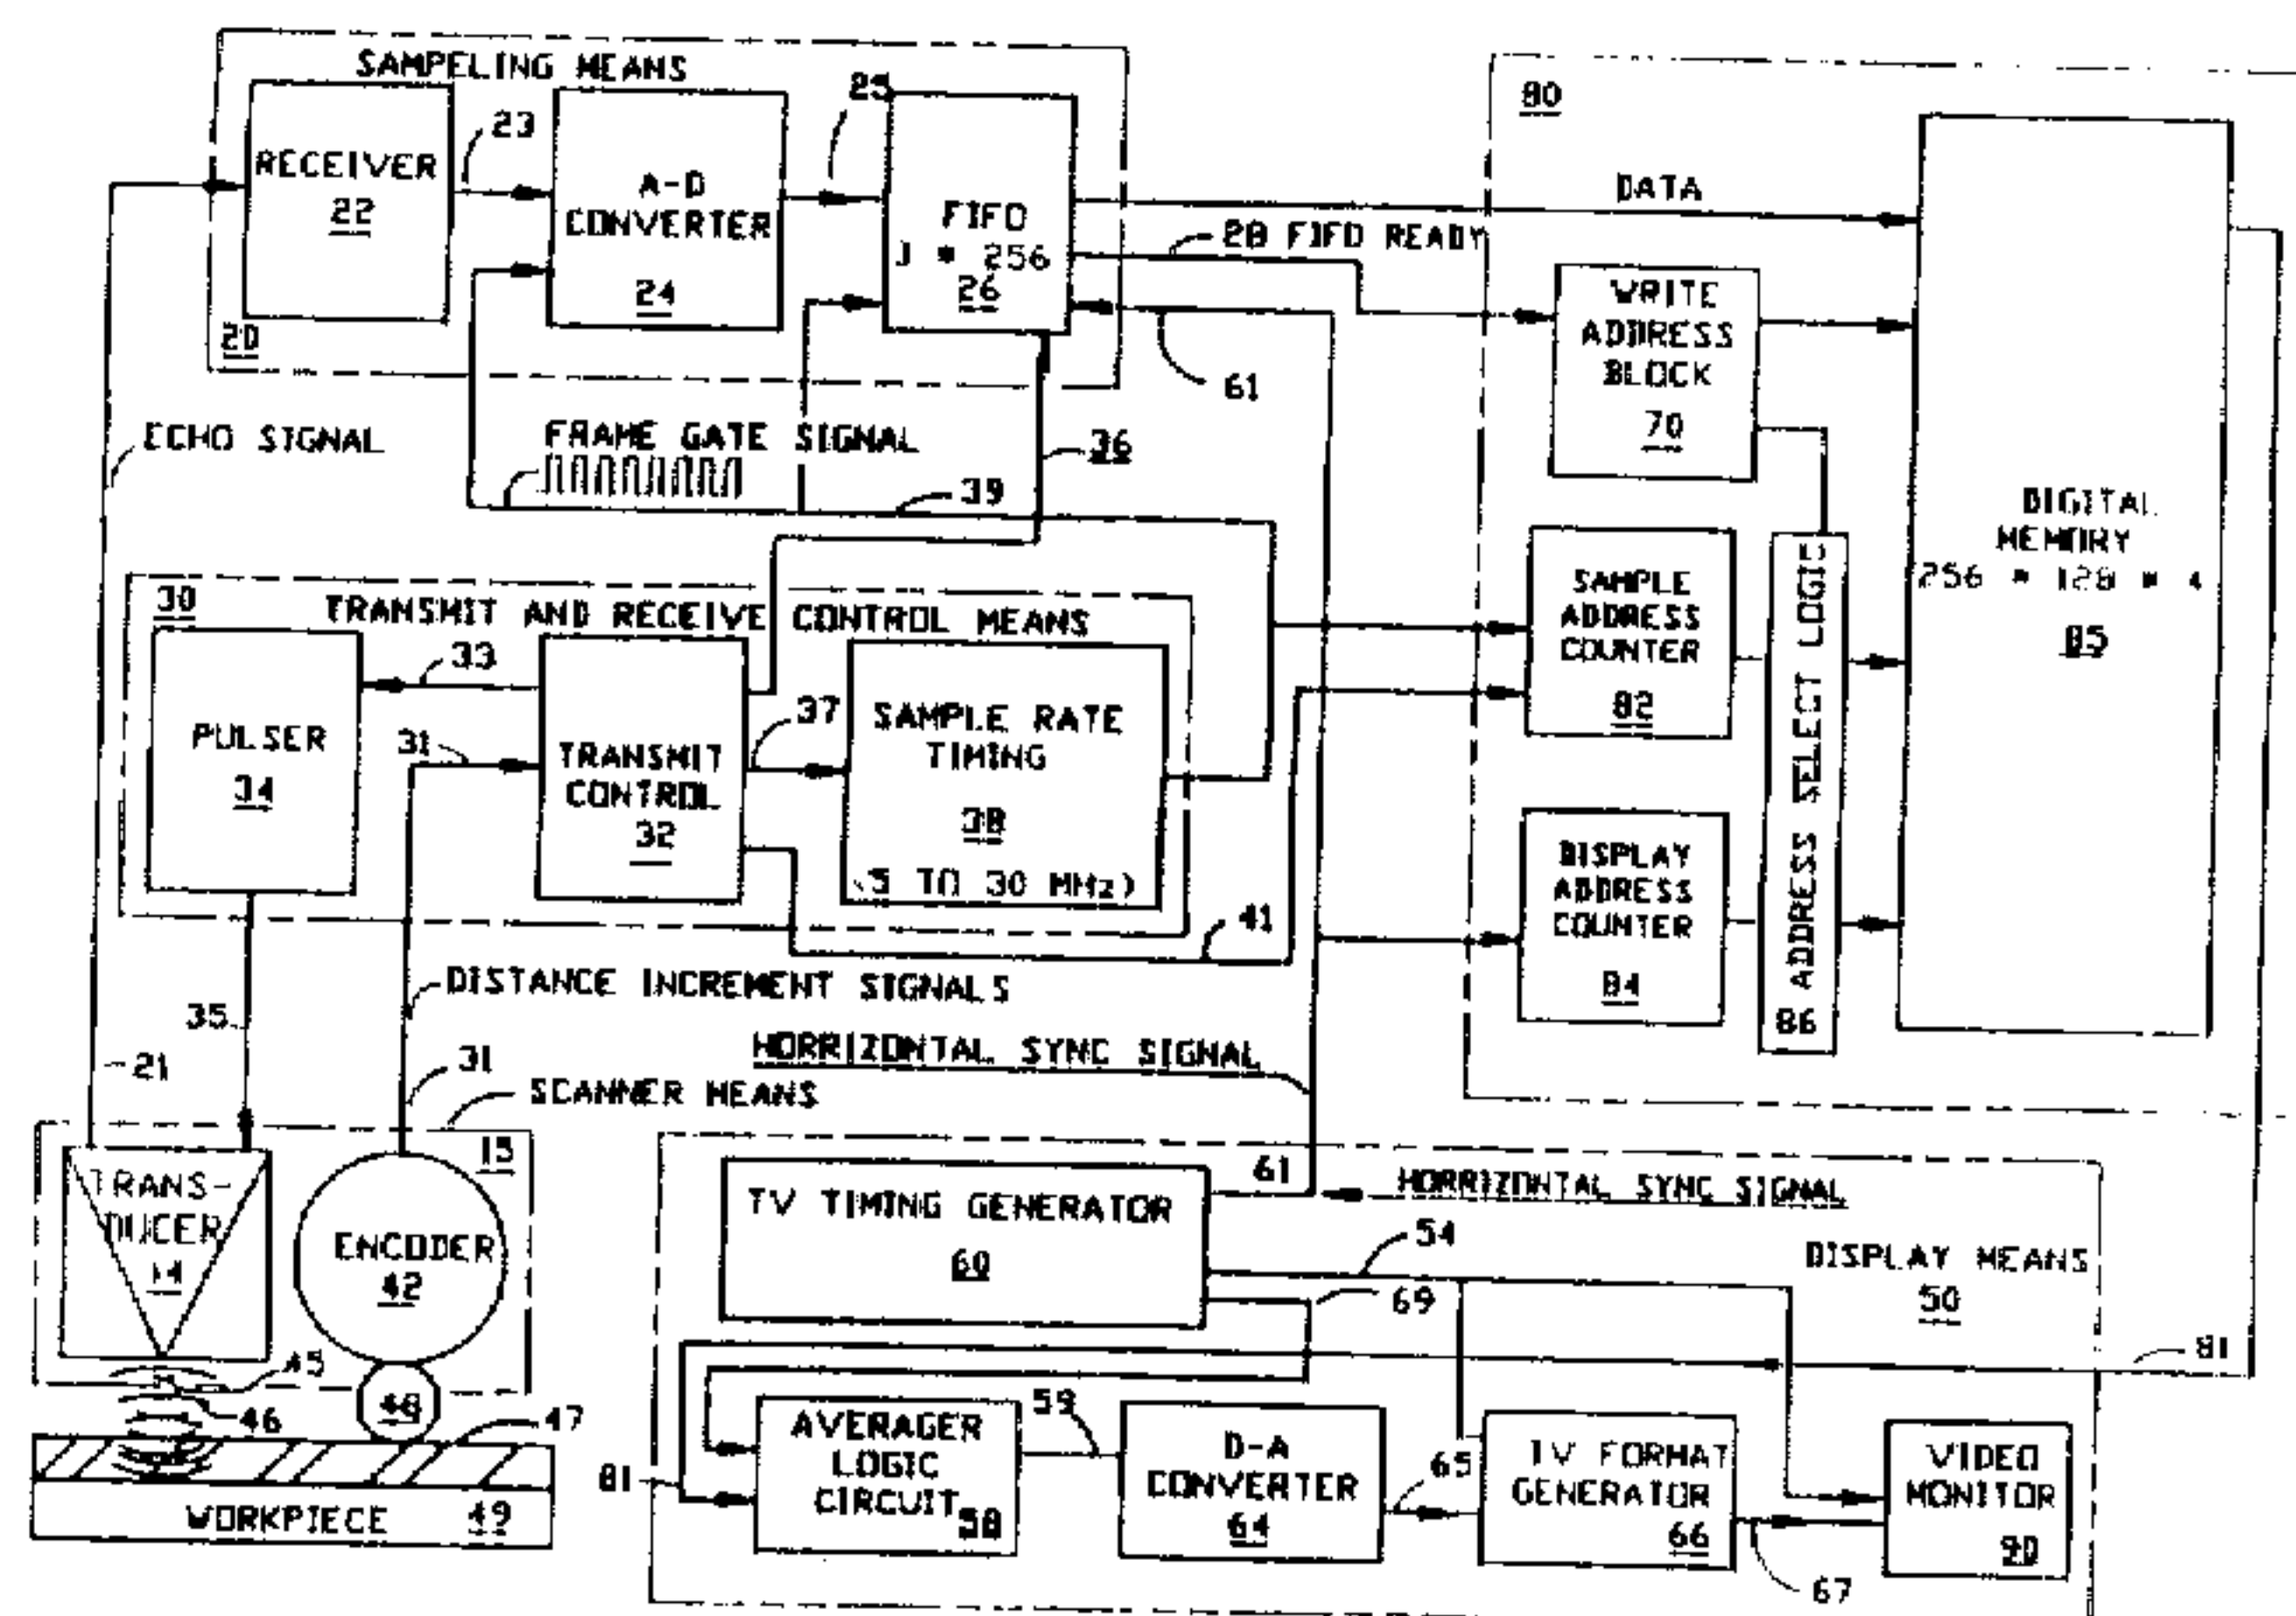 SAMPELING MEANS
RECEIVER
22
23
A-D
CONVERTER
24
25
FIFO
J * 256
26
20
28 FIFO READY
61
DATA
80
WRITE
ADDRESS
BLOCK
70
DIGITAL
MEMORY
256 * 128 * 4
85
ECHO SIGNAL
FRAME GATE SIGNAL
36
39
30
TRANSMIT AND RECEIVE CONTROL MEANS
PULSER
34
33
31
TRANSMIT
CONTROL
32
37
SAMPLE RATE
TIMING
38
(5 TO 30 MHz)
41
SAMPLE
ADDRESS
COUNTER
82
DISPLAY
ADDRESS
COUNTER
84
ADDRESS SELECT LOGIC
86
DISTANCE INCREMENT SIGNALS
35
21
31
HORRIZONTAL SYNC SIGNAL
SCANNER MEANS
15
TRANS-
DUCER
14
ENCODER
42
45
46
48
47
WORKPIECE
49
TV TIMING GENERATOR
60
61
HORRIZONTAL SYNC SIGNAL
54
69
DISPLAY MEANS
50
81
81
AVERAGER
LOGIC
CIRCUIT
58
59
D-A
CONVERTER
64
65
TV FORMAT
GENERATOR
66
67
VIDEO
MONITOR
90